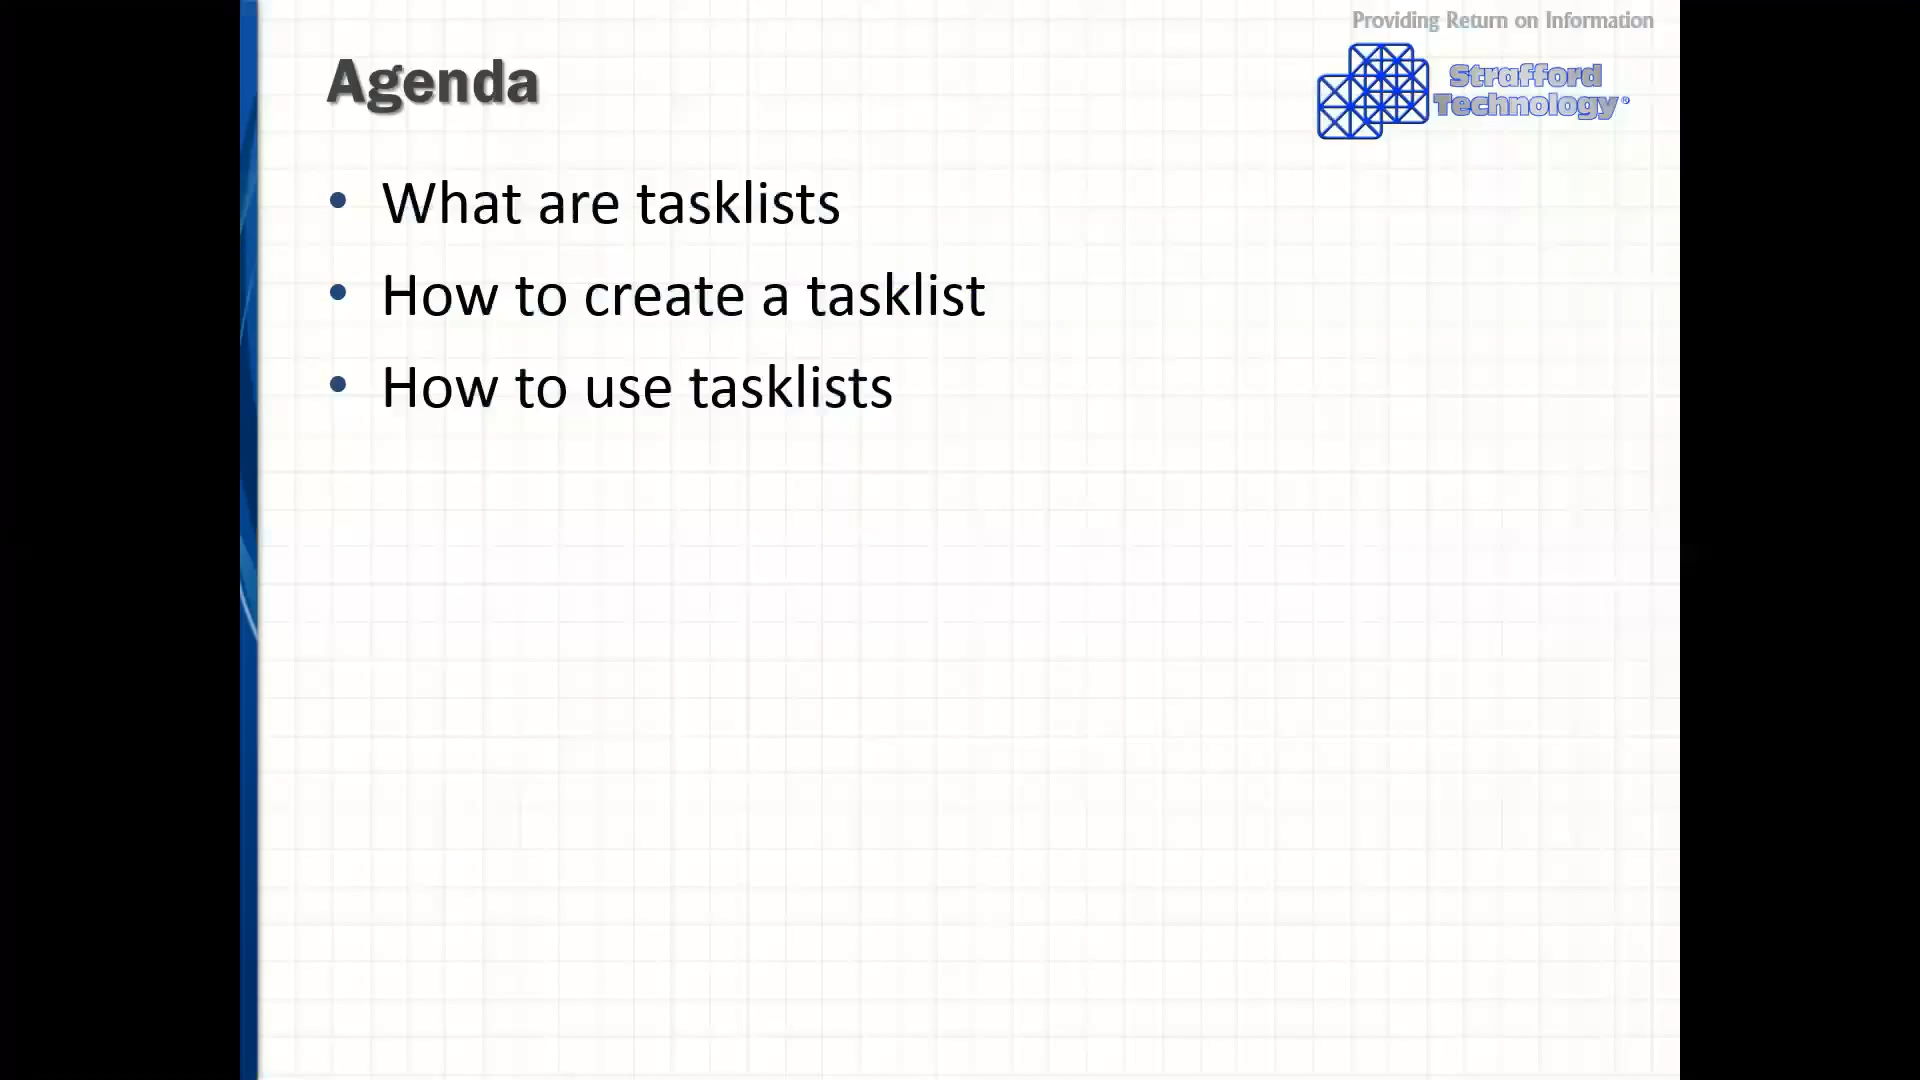 Providing Return on Information
Strafford
Technology®
Agenda
• What are tasklists
• How to create a tasklist
• How to use tasklists